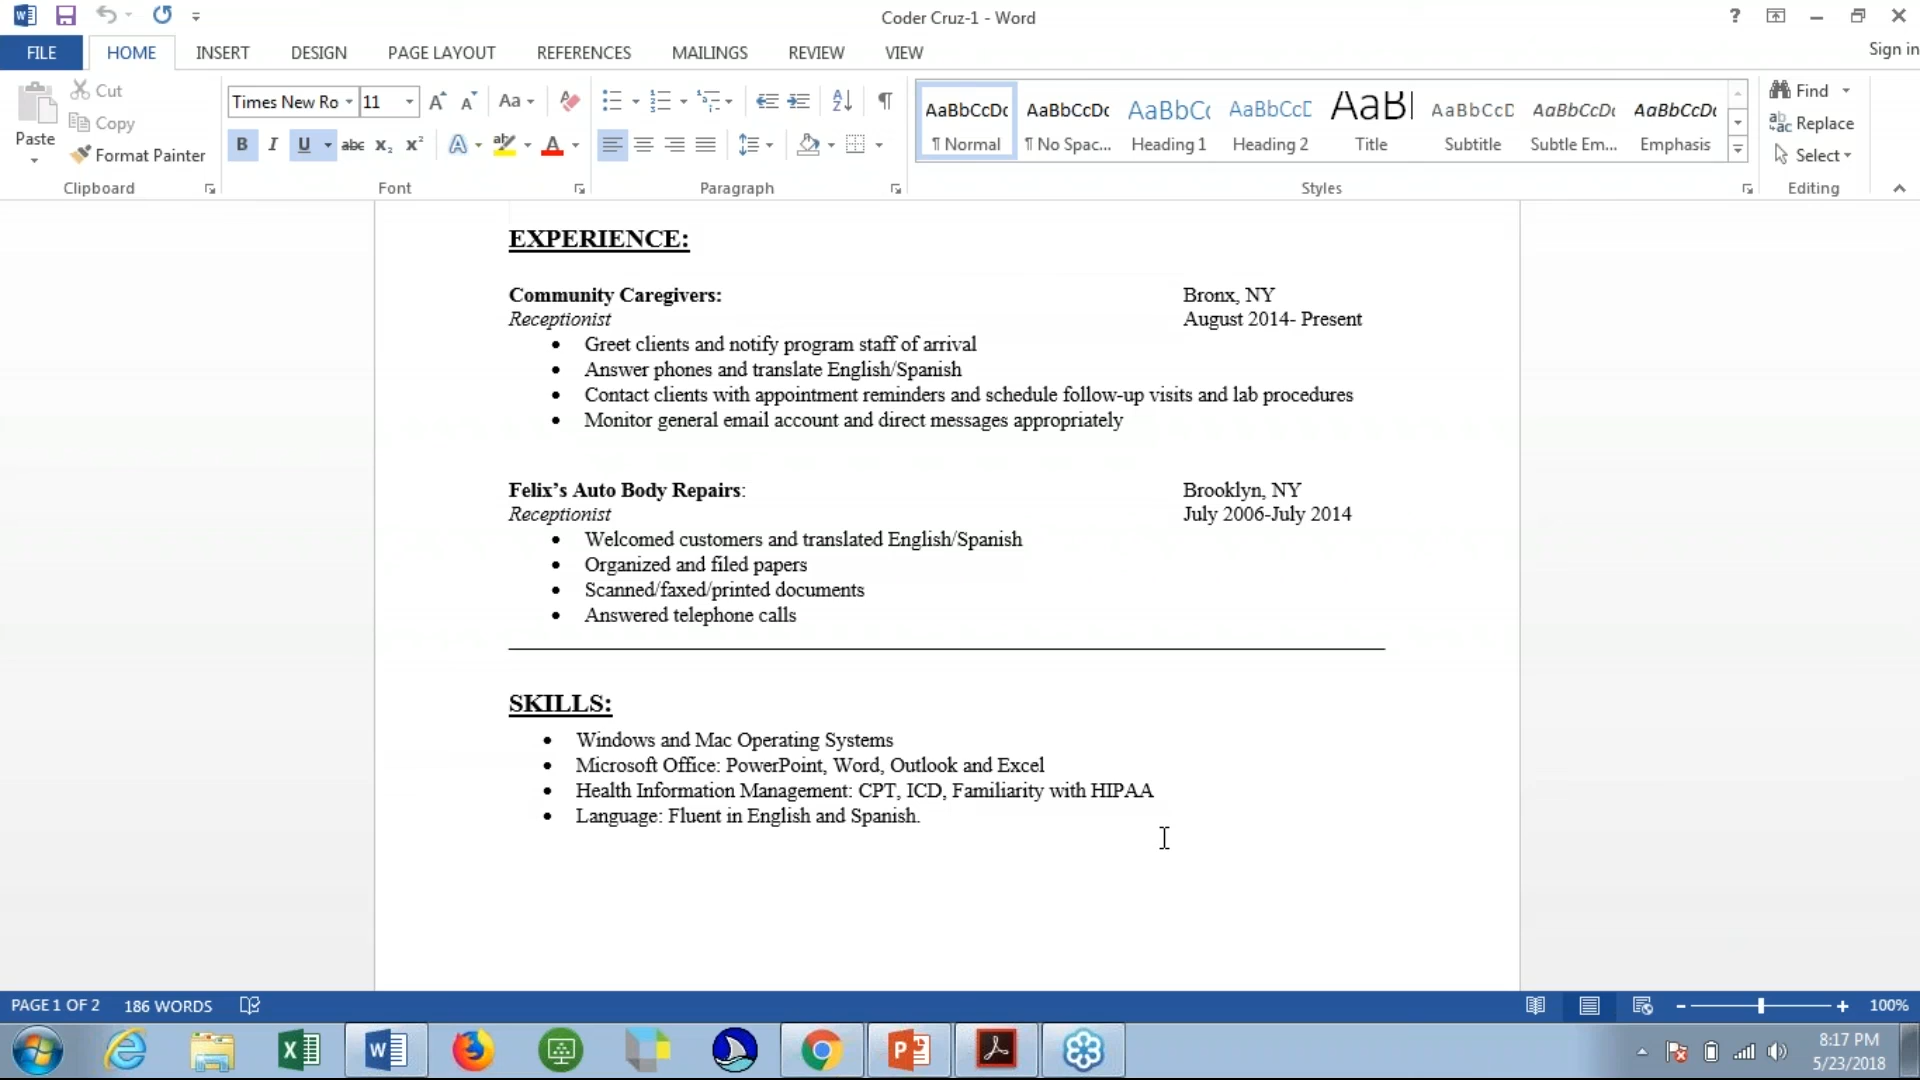 Coder Cruz-1 - Word
?
Sign in
FILE HOME INSERT DESIGN PAGE LAYOUT REFERENCES MAILINGS REVIEW VIEW
Paste
Cut
Copy
Format Painter
Clipboard
Times New Ro 11
Aa
B I U abc x₂ x²
Font
Paragraph
AaBbCcDc AaBbCcDc AaBbCc AaBbCcD AaB AaBbCcD AaBbCcDc AaBbCcDc
¶ Normal ¶ No Spac... Heading 1 Heading 2 Title Subtitle Subtle Em... Emphasis
Styles
Find
Replace
Select
Editing
EXPERIENCE:
Community Caregivers: Bronx, NY
Receptionist August 2014- Present
• Greet clients and notify program staff of arrival
• Answer phones and translate English/Spanish
• Contact clients with appointment reminders and schedule follow-up visits and lab procedures
• Monitor general email account and direct messages appropriately
Felix's Auto Body Repairs: Brooklyn, NY
Receptionist July 2006-July 2014
• Welcomed customers and translated English/Spanish
• Organized and filed papers
• Scanned/faxed/printed documents
• Answered telephone calls
SKILLS:
• Windows and Mac Operating Systems
• Microsoft Office: PowerPoint, Word, Outlook and Excel
• Health Information Management: CPT, ICD, Familiarity with HIPAA
• Language: Fluent in English and Spanish.
PAGE 1 OF 2 186 WORDS 100%
8:17 PM
5/23/2018